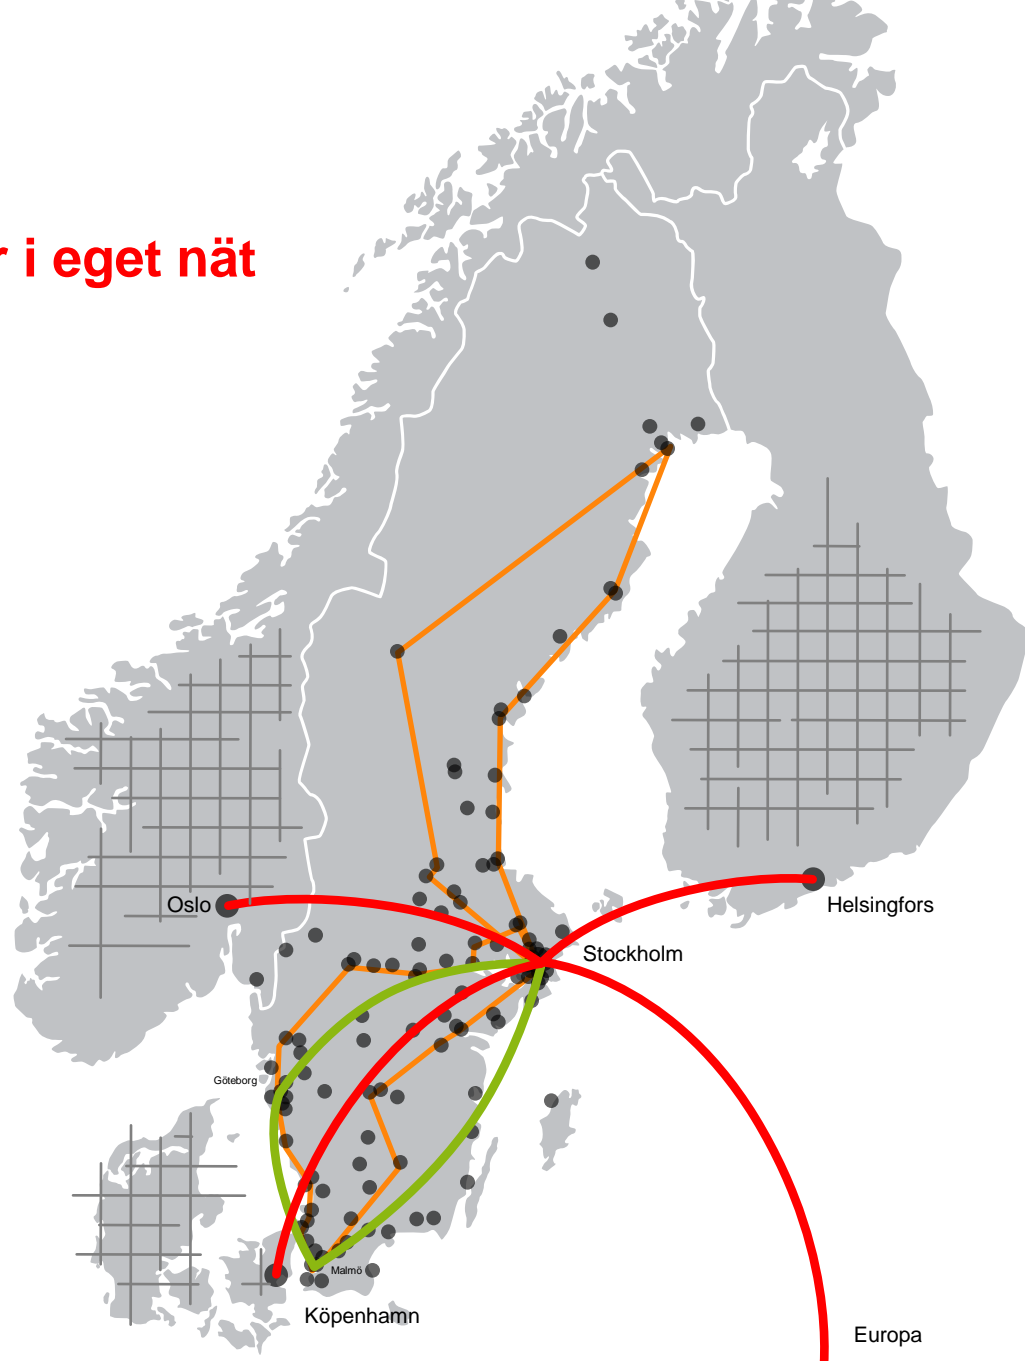 r i eget nät
Oslo
Helsingfors
Stockholm
Göteborg
Malmö
Köpenhamn
Europa